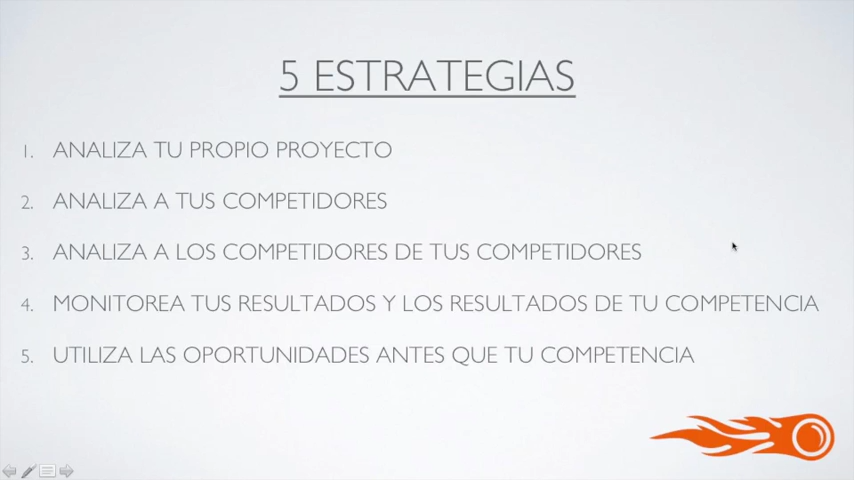 5 ESTRATEGIAS
1. ANALIZA TU PROPIO PROYECTO
2. ANALIZA A TUS COMPETIDORES
3. ANALIZA A LOS COMPETIDORES DE TUS COMPETIDORES
4. MONITOREA TUS RESULTADOS Y LOS RESULTADOS DE TU COMPETENCIA
5. UTILIZA LAS OPORTUNIDADES ANTES QUE TU COMPETENCIA